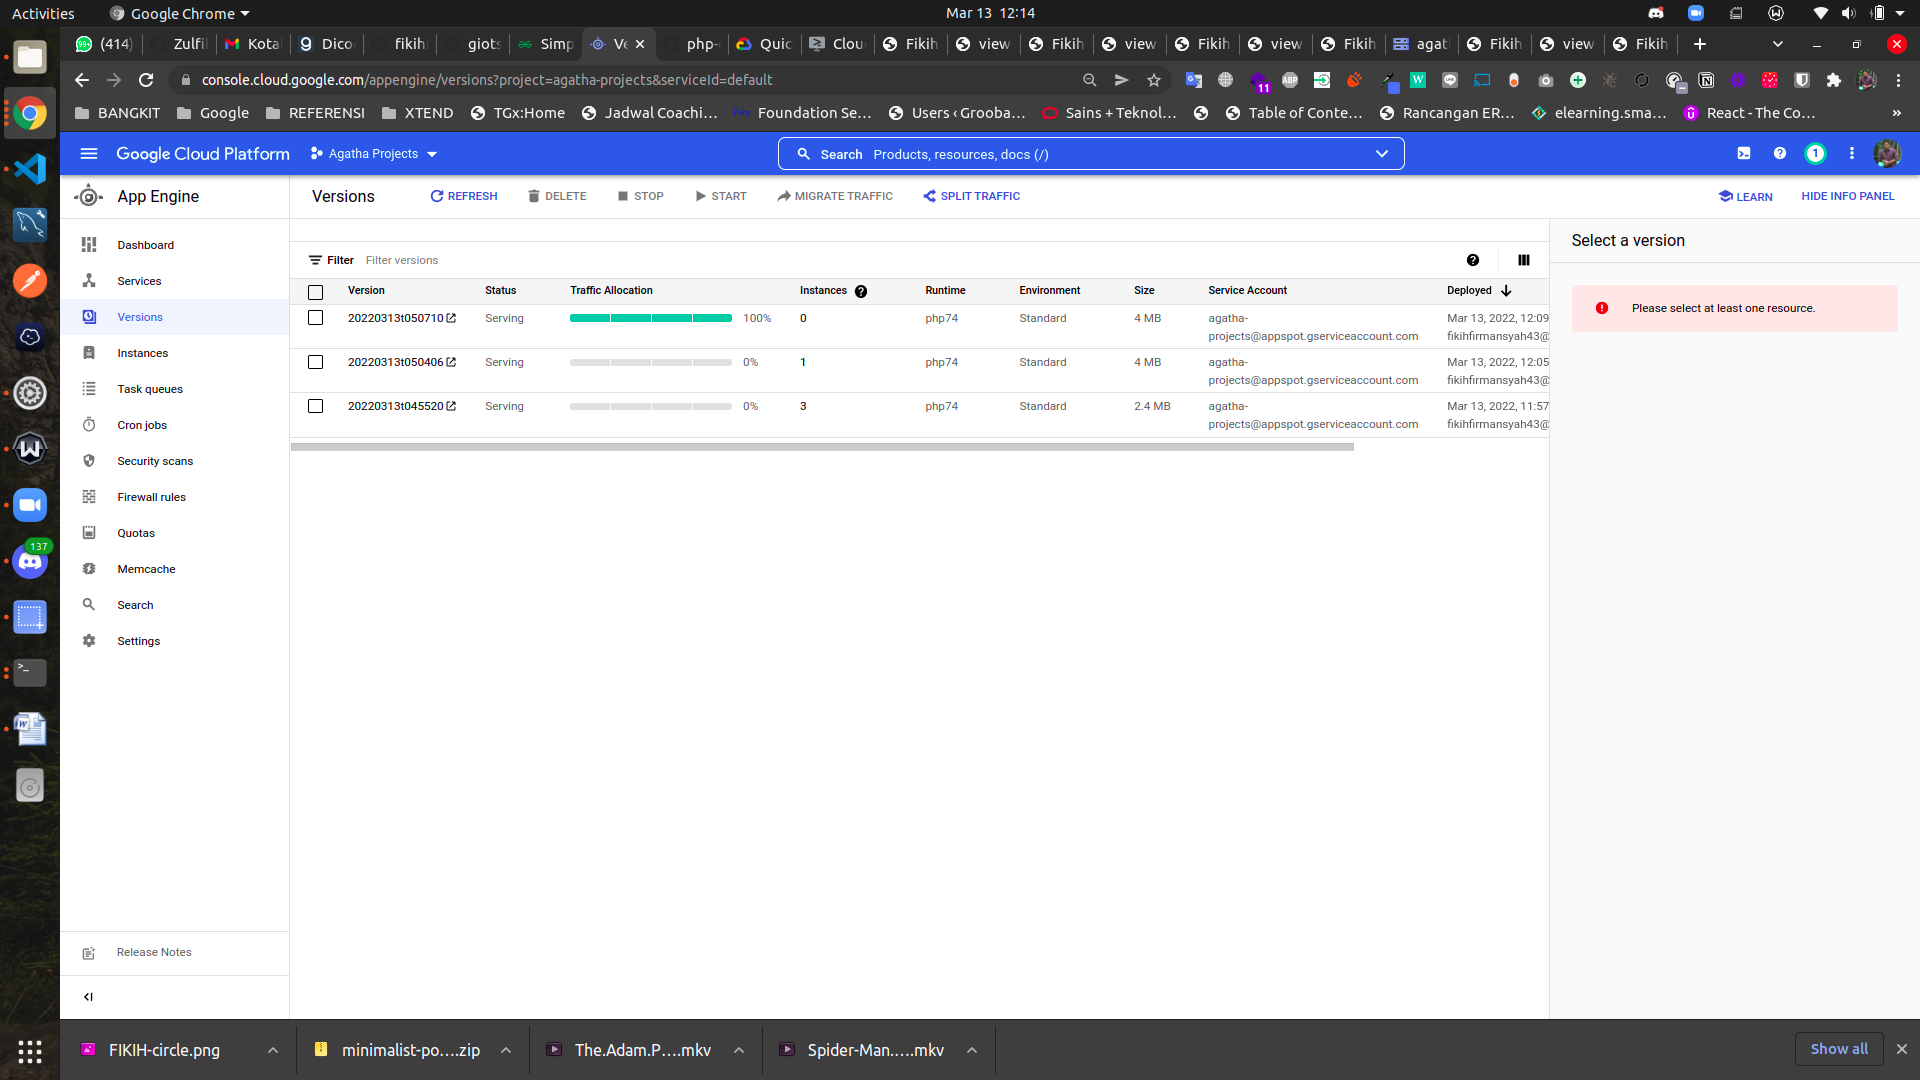 Activities
Google Chrome
Mar 13 12:14
(414)
Zulfi
Kota
Dico
fikih
giots
Simp
Ve
php-
Quic
Clou
Fikih
view
Fikih
view
Fikih
view
Fikih
agat
Fikih
view
Fikih
console.cloud.google.com/appengine/versions?project=agatha-projects&serviceId=default
11
BANGKIT
Google
REFERENSI
XTEND
TGx:Home
Jadwal Coachi...
Foundation Se...
Users ‹ Grooba...
Sains + Teknol...
Table of Conte...
Rancangan ER...
elearning.sma...
React - The Co...
»
Google Cloud Platform
Agatha Projects
Search Products, resources, docs (/)
1
App Engine
Versions
REFRESH
DELETE
STOP
START
MIGRATE TRAFFIC
SPLIT TRAFFIC
LEARN
HIDE INFO PANEL
Dashboard
Services
Versions
Instances
Task queues
Cron jobs
Security scans
Firewall rules
Quotas
Memcache
Search
Settings
Release Notes
Filter Filter versions
Version Status Traffic Allocation Instances Runtime Environment Size Service Account Deployed
20220313t050710 Serving 100% 0 php74 Standard 4 MB agatha- Mar 13, 2022, 12:09
projects@appspot.gserviceaccount.com fikihfirmansyah43@
20220313t050406 Serving 0% 1 php74 Standard 4 MB agatha- Mar 13, 2022, 12:05
projects@appspot.gserviceaccount.com fikihfirmansyah43@
20220313t045520 Serving 0% 3 php74 Standard 2.4 MB agatha- Mar 13, 2022, 11:57
projects@appspot.gserviceaccount.com fikihfirmansyah43@
Select a version
Please select at least one resource.
137
FIKIH-circle.png
minimalist-po....zip
The.Adam.P....mkv
Spider-Man.....mkv
Show all